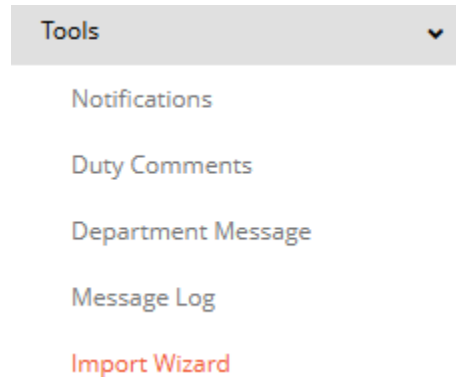 Tools
Notifications
Duty Comments
Department Message
Message Log
Import Wizard